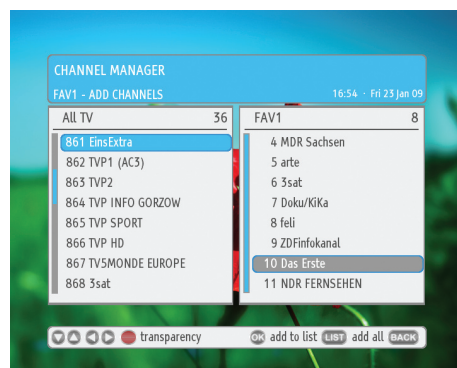 CHANNEL MANAGER
FAV1 - ADD CHANNELS 16:54 · Fri 23 Jan 09
All TV 36
861 EinsExtra
862 TVP1 (AC3)
863 TVP2
864 TVP INFO GORZOW
865 TVP SPORT
866 TVP HD
867 TV5MONDE EUROPE
868 3sat
FAV1 8
4 MDR Sachsen
5 arte
6 3sat
7 Doku/KiKa
8 feli
9 ZDFinfokanal
10 Das Erste
11 NDR FERNSEHEN
transparency OK add to list LIST add all BACK